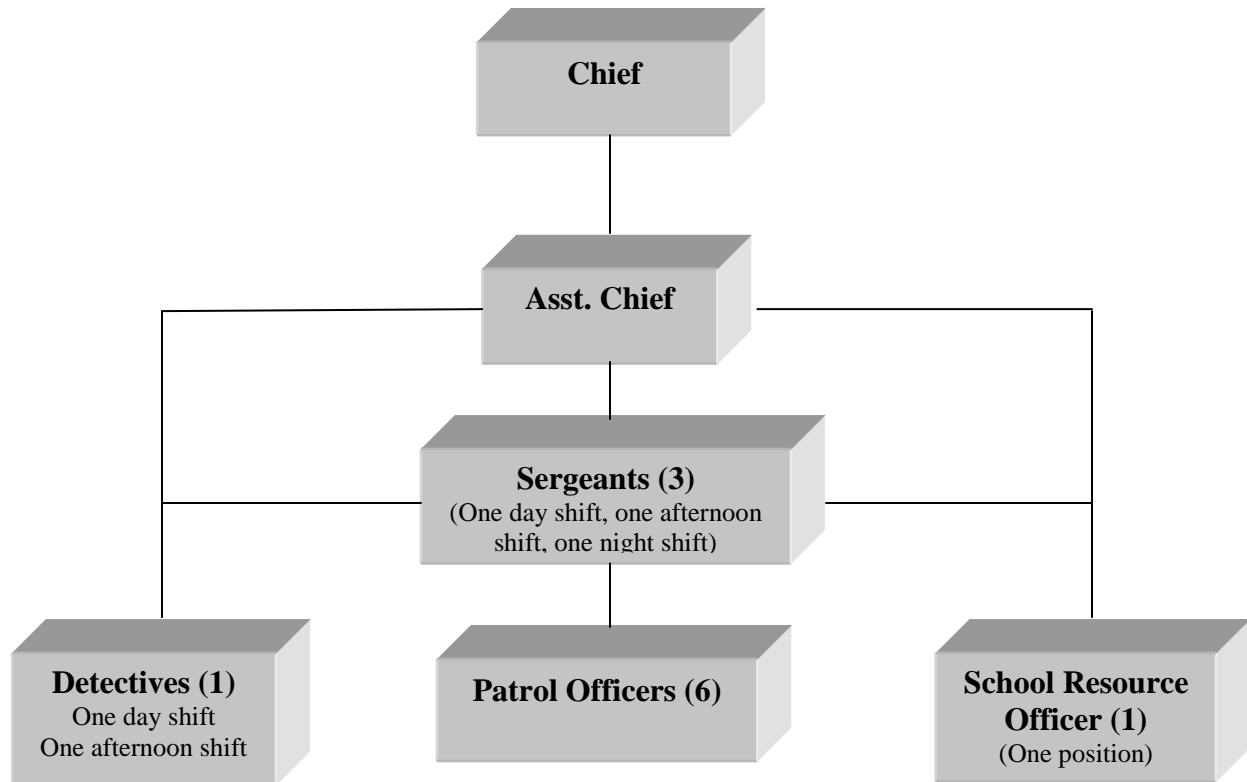 Chief
Asst. Chief
Sergeants (3)
(One day shift, one afternoon
shift, one night shift)
Detectives (1)
One day shift
One afternoon shift
Patrol Officers (6)
School Resource
Officer (1)
(One position)